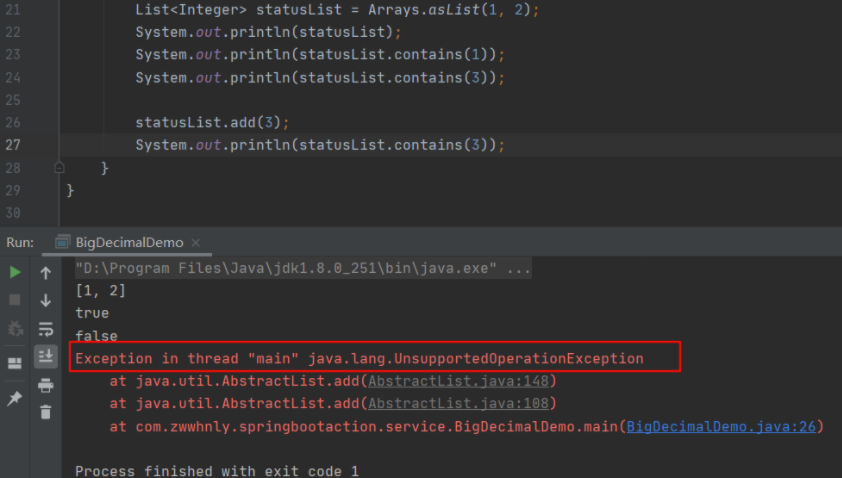 21 List<Integer> statusList = Arrays.asList(1, 2);
22 System.out.println(statusList);
23 System.out.println(statusList.contains(1));
24 System.out.println(statusList.contains(3));
25
26 statusList.add(3);
27 System.out.println(statusList.contains(3));
28 }
29 }
30
Run: BigDecimalDemo ×
"D:\Program Files\Java\jdk1.8.0_251\bin\java.exe" ...
[1, 2]
true
false
Exception in thread "main" java.lang.UnsupportedOperationException
at java.util.AbstractList.add(AbstractList.java:148)
at java.util.AbstractList.add(AbstractList.java:108)
at com.zwwhnly.springbootaction.service.BigDecimalDemo.main(BigDecimalDemo.java:26)
Process finished with exit code 1